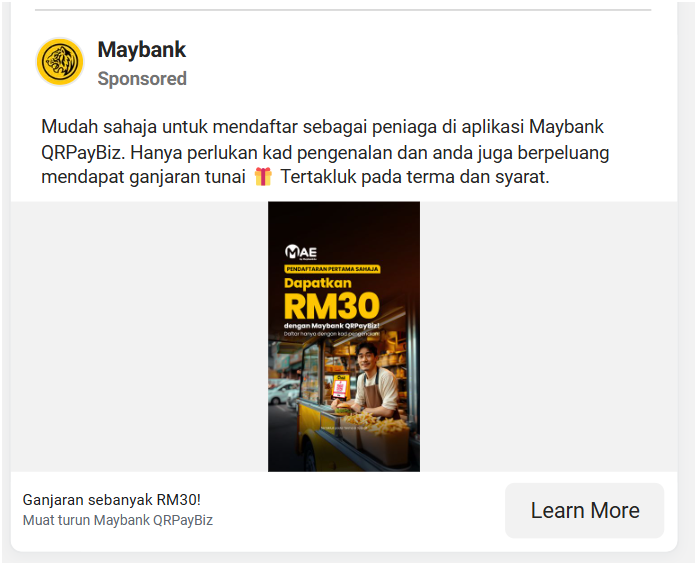 Maybank
Sponsored
Mudah sahaja untuk mendaftar sebagai peniaga di aplikasi Maybank
QRPayBiz. Hanya perlukan kad pengenalan dan anda juga berpeluang
mendapat ganjaran tunai 🎁 Tertakluk pada terma dan syarat.
MAE
PENDAFTARAN PERTAMA SAHAJA
Dapatkan
RM30
dengan Maybank QRPayBiz!
Daftar hanya dengan kad pengenalan!
Ganjaran sebanyak RM30!
Muat turun Maybank QRPayBiz
Learn More